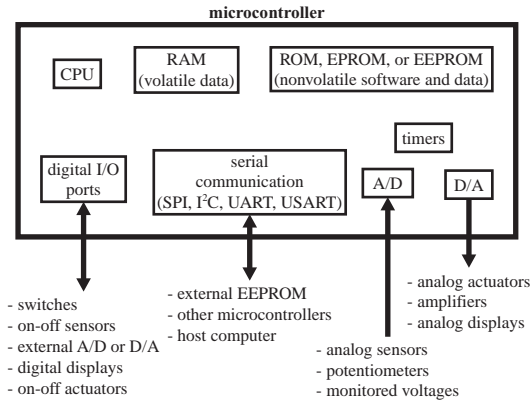 microcontroller
CPU
RAM
(volatile data)
ROM, EPROM, or EEPROM
(nonvolatile software and data)
timers
digital I/O
ports
serial
communication
(SPI, I²C, UART, USART)
A/D
D/A
- switches
- on-off sensors
- external A/D or D/A
- digital displays
- on-off actuators
- external EEPROM
- other microcontrollers
- host computer
- analog sensors
- potentiometers
- monitored voltages
- analog actuators
- amplifiers
- analog displays